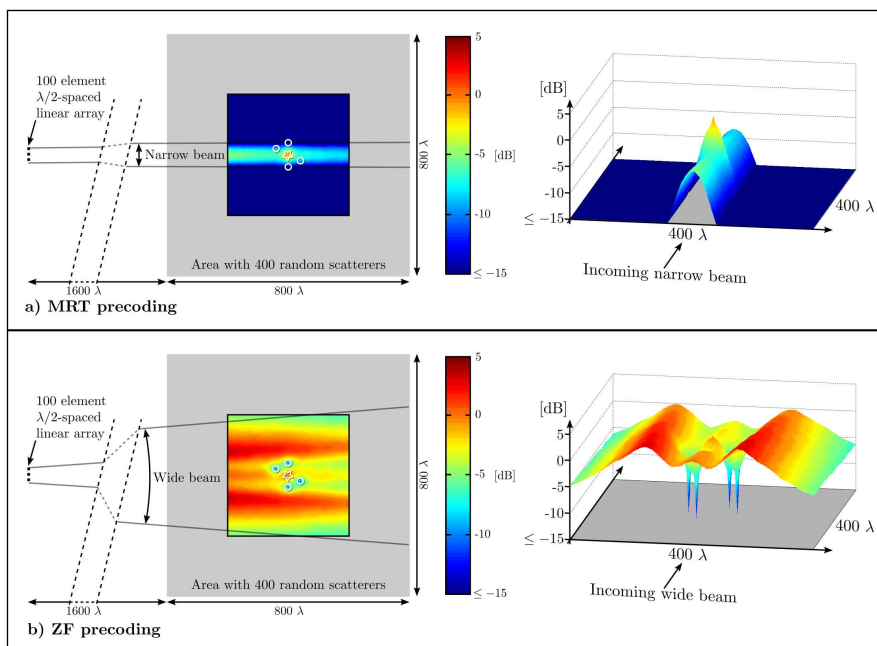 100 element
λ/2-spaced
linear array
Narrow beam
Area with 400 random scatterers
1600 λ
800 λ
800 λ
5
0
-5
[dB]
-10
≤ -15
[dB]
5
0
-5
-10
≤ -15
400 λ
400 λ
Incoming narrow beam
a) MRT precoding
100 element
λ/2-spaced
linear array
Wide beam
Area with 400 random scatterers
1600 λ
800 λ
800 λ
5
0
-5
[dB]
-10
≤ -15
[dB]
5
0
-5
-10
≤ -15
400 λ
400 λ
Incoming wide beam
b) ZF precoding